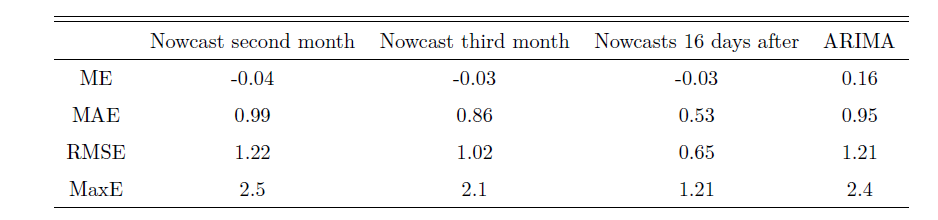 Nowcast second month Nowcast third month Nowcasts 16 days after ARIMA
ME -0.04 -0.03 -0.03 0.16
MAE 0.99 0.86 0.53 0.95
RMSE 1.22 1.02 0.65 1.21
MaxE 2.5 2.1 1.21 2.4